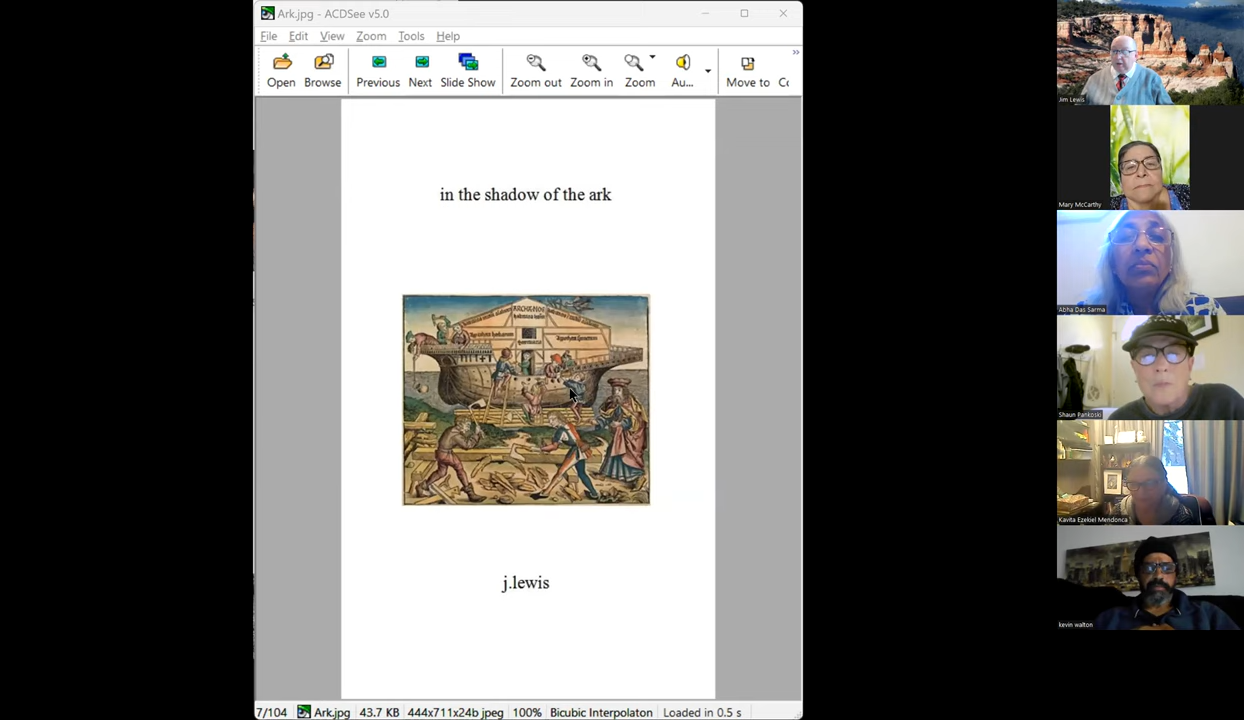 Ark.jpg - ACDSee v5.0
File Edit View Zoom Tools Help
Open Browse Previous Next Slide Show Zoom out Zoom in Zoom Au... Move to Cc
in the shadow of the ark
ARCHA NOE
j.lewis
7/104 Ark.jpg 43.7 KB 444x711x24b jpeg 100% Bicubic Interpolaton Loaded in 0.5 s
Jim Lewis
Mary McCarthy
Abha Das Sarma
Shaun Pankoski
Kavita Ezekiel Mendonca
kevin walton